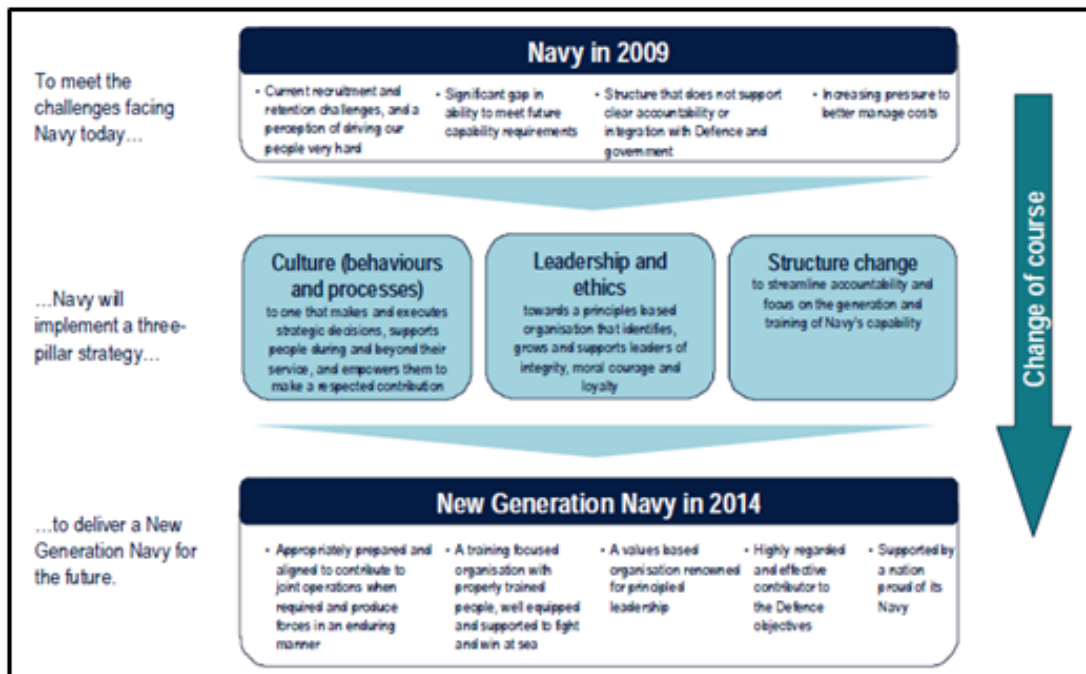 Navy in 2009
To meet the
challenges facing
Navy today…
• Current recruitment and
retention challenges, and a
perception of driving our
people very hard
• Significant gap in
ability to meet future
capability requirements
• Structure that does not support
clear accountability or
integration with Defence and
government
• Increasing pressure to
better manage costs
Change of course
…Navy will
implement a three-
pillar strategy…
Culture (behaviours
and processes)
to one that makes and executes
strategic decisions, supports
people during and beyond their
service, and empowers them to
make a respected contribution
Leadership and
ethics
towards a principles based
organisation that identifies,
grows and supports leaders of
integrity, moral courage and
loyalty
Structure change
to streamline accountability and
focus on the generation and
training of Navy's capability
New Generation Navy in 2014
…to deliver a New
Generation Navy for
the future.
• Appropriately prepared and
aligned to contribute to
joint operations when
required and produce
forces in an enduring
manner
• A training focused
organisation with
properly trained
people, well equipped
and supported to fight
and win at sea
• A values based
organisation renowned
for principled
leadership
• Highly regarded
and effective
contributor to
the Defence
objectives
• Supported by
a nation
proud of its
Navy